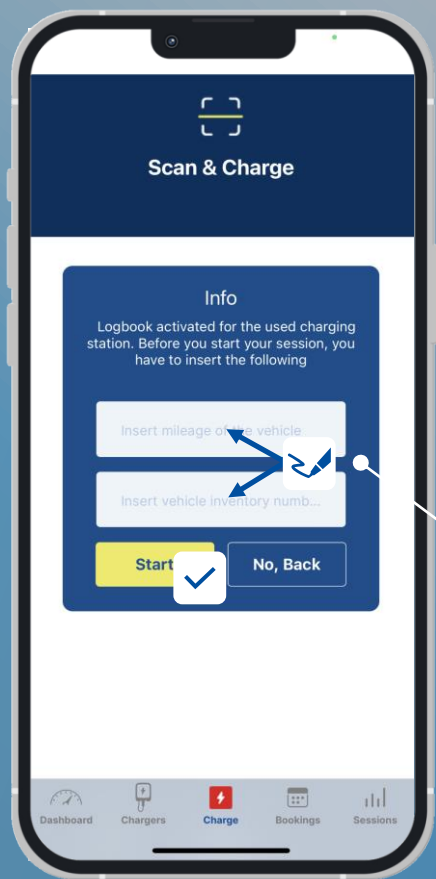 Scan & Charge
Info
Logbook activated for the used charging
station. Before you start your session, you
have to insert the following
Insert mileage of the vehicle
Insert vehicle inventory numb...
Start
No, Back
Dashboard
Chargers
Charge
Bookings
Sessions